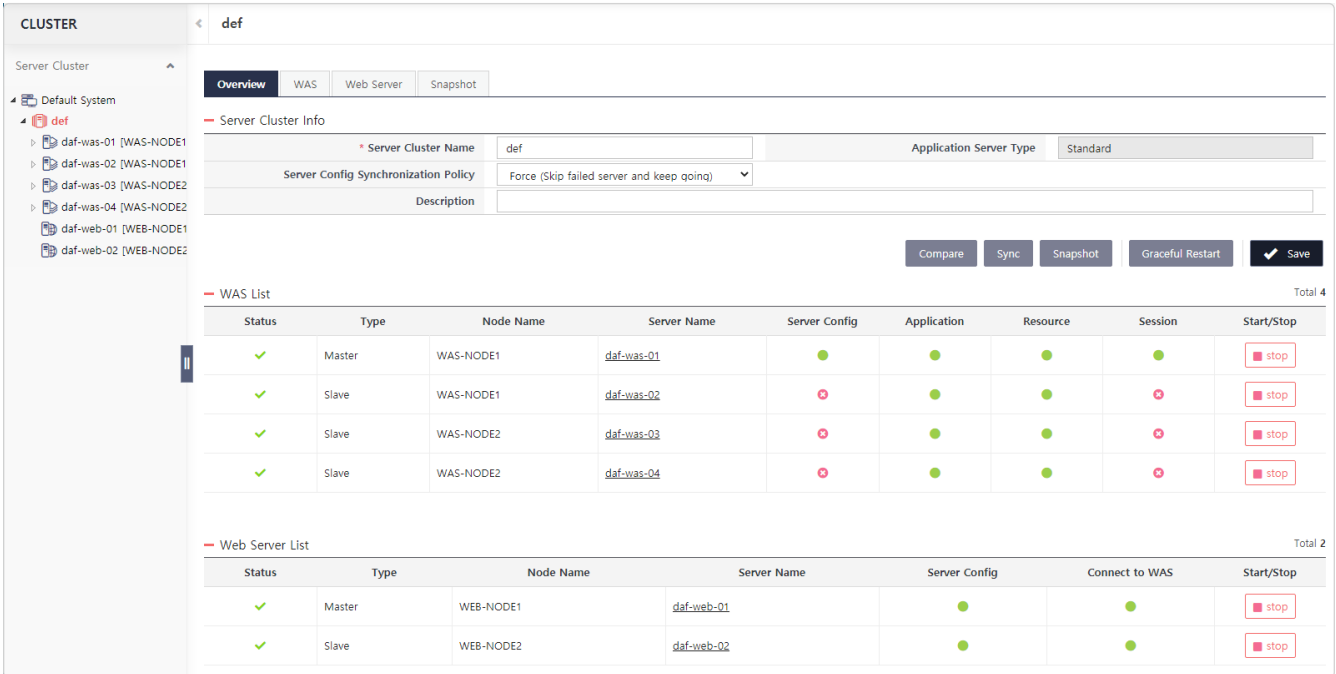 CLUSTER
def
Server Cluster
Default System
def
daf-was-01 [WAS-NODE1
daf-was-02 [WAS-NODE1
daf-was-03 [WAS-NODE2
daf-was-04 [WAS-NODE2
daf-web-01 [WEB-NODE1
daf-web-02 [WEB-NODE2
Overview WAS Web Server Snapshot
Server Cluster Info
* Server Cluster Name def Application Server Type Standard
Server Config Synchronization Policy Force (Skip failed server and keep going)
Description
Compare Sync Snapshot Graceful Restart Save
WAS List Total 4
Status Type Node Name Server Name Server Config Application Resource Session Start/Stop
Master WAS-NODE1 daf-was-01 stop
Slave WAS-NODE1 daf-was-02 stop
Slave WAS-NODE2 daf-was-03 stop
Slave WAS-NODE2 daf-was-04 stop
Web Server List Total 2
Status Type Node Name Server Name Server Config Connect to WAS Start/Stop
Master WEB-NODE1 daf-web-01 stop
Slave WEB-NODE2 daf-web-02 stop